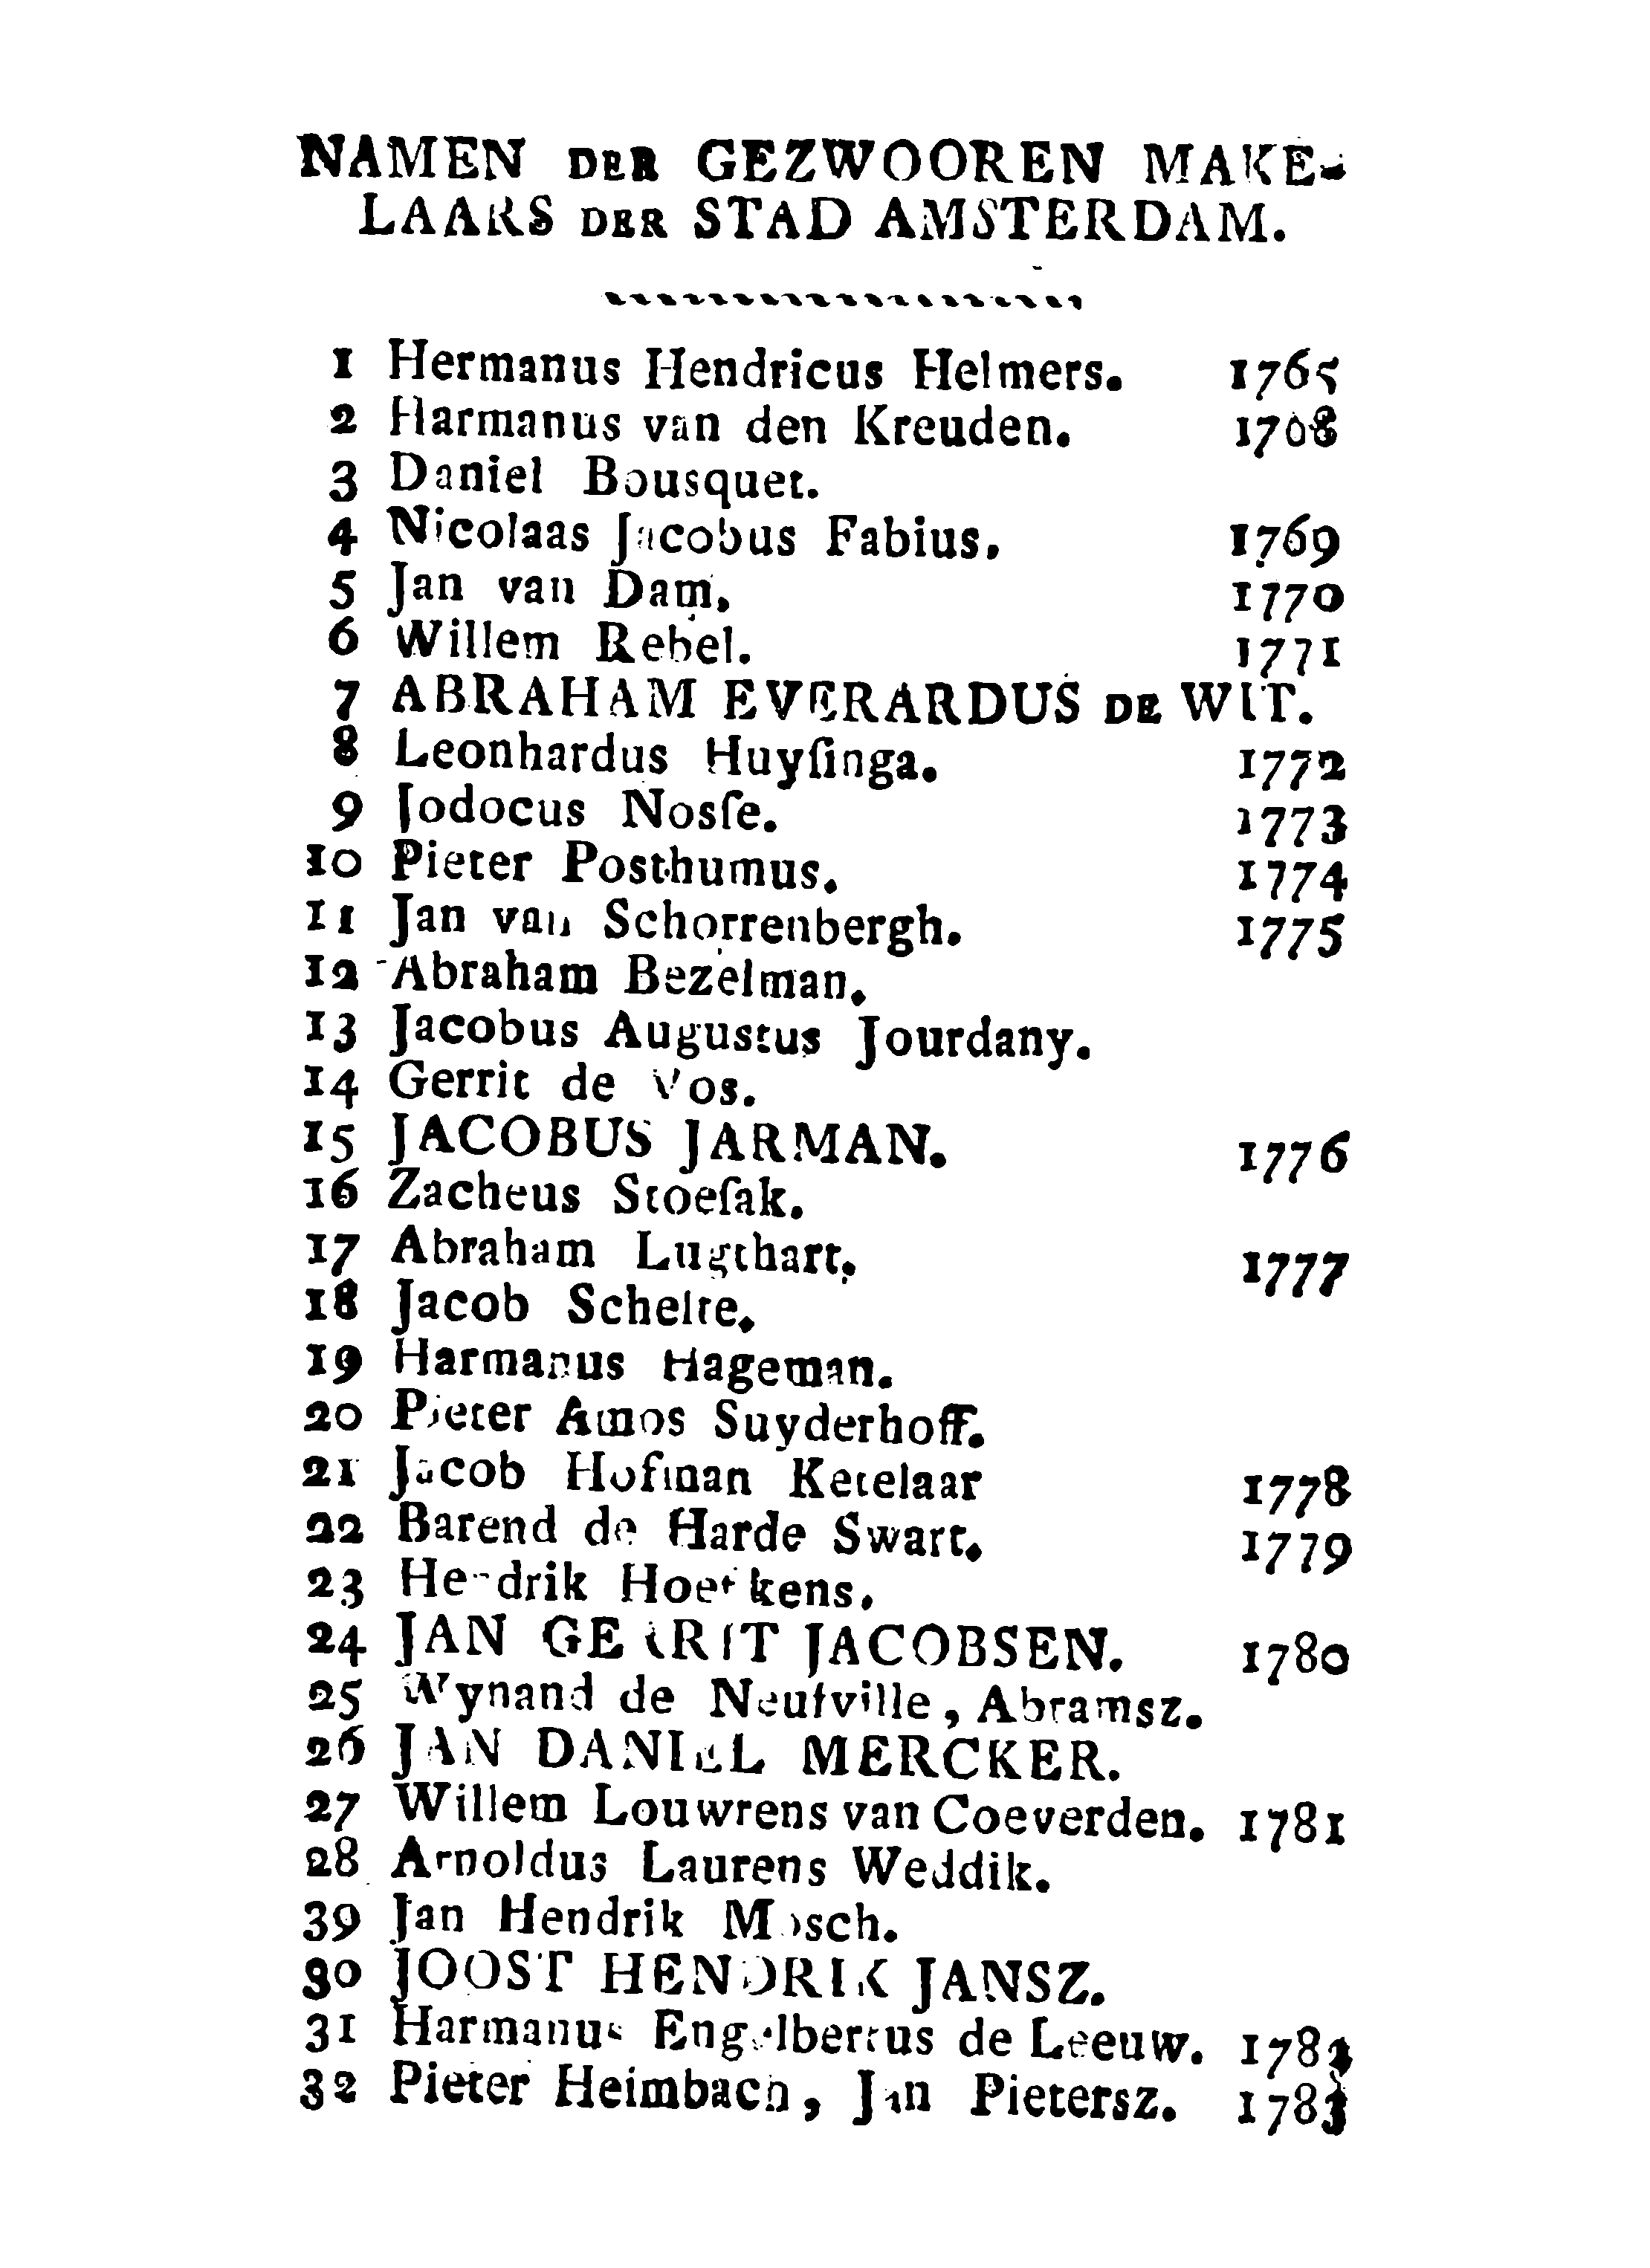 NAMEN DER GEZWOOREN MAKE-
LAARS DER STAD AMSTERDAM.
1 Hermanus Hendricus Helmers. 1765
2 Harmanus van den Kreuden. 1768
3 Daniel Bousquet.
4 Nicolaas Jacobus Fabius. 1769
5 Jan van Dam. 1770
6 Willem Rebel. 1771
7 ABRAHAM EVERARDUS DE WIT.
8 Leonhardus Huyſinga. 1772
9 Jodocus Nosſe. 1773
10 Pieter Posthumus. 1774
11 Jan van Schorrenbergh. 1775
12 Abraham Bezelman.
13 Jacobus Augustus Jourdany.
14 Gerrit de Vos.
15 JACOBUS JARMAN. 1776
16 Zacheus Stoeſak.
17 Abraham Lugthart. 1777
18 Jacob Schelte.
19 Harmanus Hageman.
20 Pieter Amos Suyderhoff.
21 Jacob Hofman Ketelaar 1778
22 Barend de Harde Swart. 1779
23 Hendrik
24 JAN GERRIT JACOBSEN. 1780
25 Wynand de Neufville, Abramsz.
26 JAN DANIEL MERCKER.
27 Willem Louwrens van Coeverden. 1781
28 Arnoldus Laurens Weddik.
39 Jan Hendrik Mosch.
30 JOOST HENDRIK JANSZ.
31 Harmanus Engelbertus de Leeuw.
32 Pieter Heimbach, Jan Pietersz. 1783